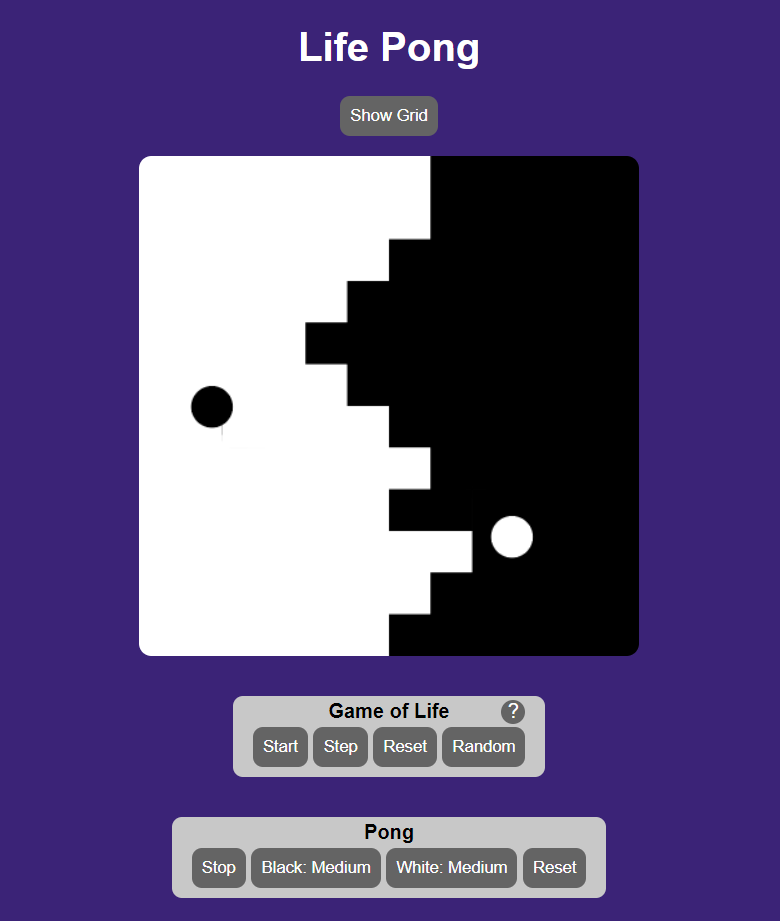 Life Pong
Show Grid
Game of Life ?
Start Step Reset Random
Pong
Stop Black: Medium White: Medium Reset